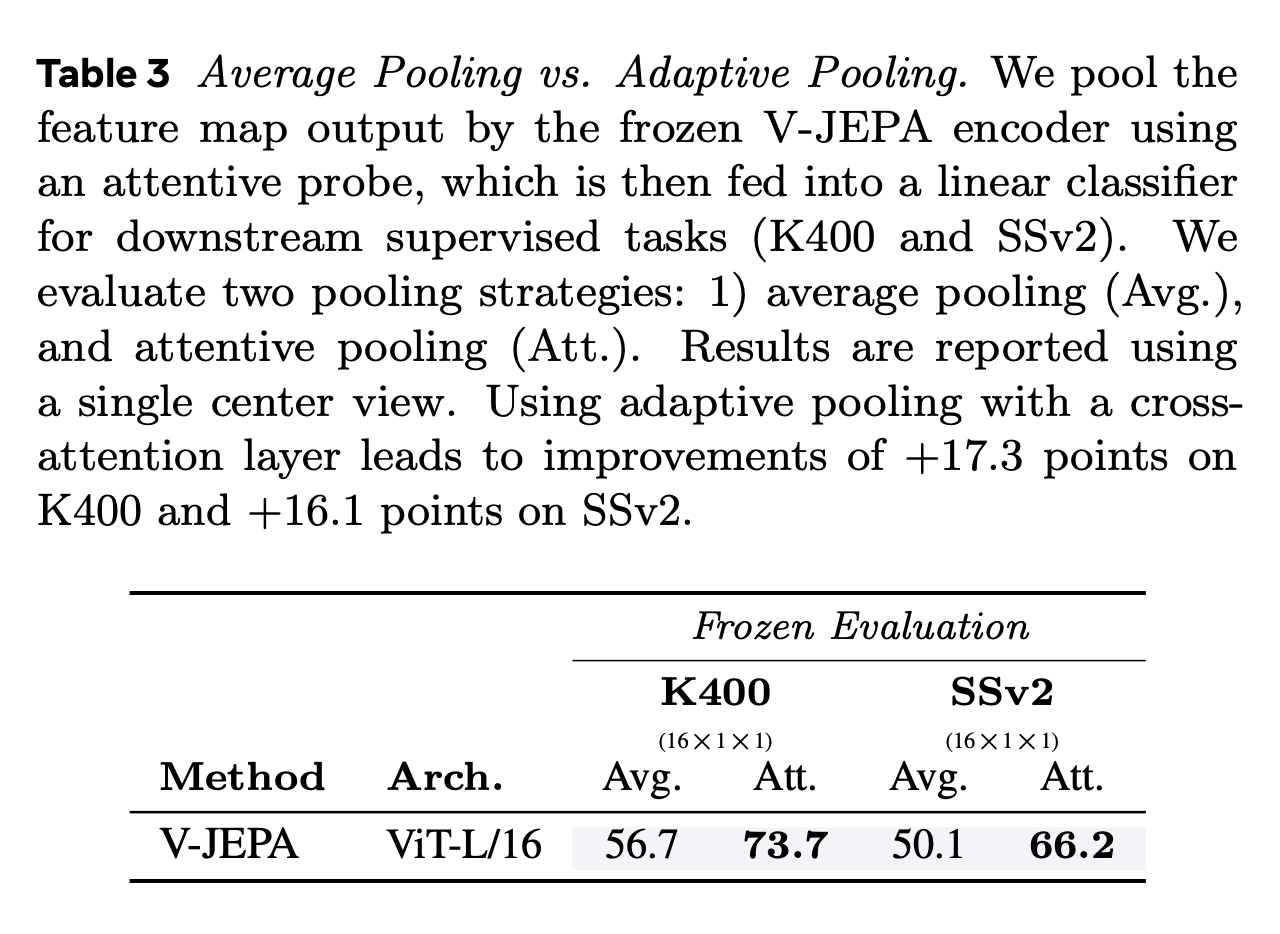 Table 3 Average Pooling vs. Adaptive Pooling. We pool the
feature map output by the frozen V-JEPA encoder using
an attentive probe, which is then fed into a linear classifier
for downstream supervised tasks (K400 and SSv2). We
evaluate two pooling strategies: 1) average pooling (Avg.),
and attentive pooling (Att.). Results are reported using
a single center view. Using adaptive pooling with a cross-
attention layer leads to improvements of +17.3 points on
K400 and +16.1 points on SSv2.
Frozen Evaluation
K400 SSv2
(16×1×1) (16×1×1)
Method Arch. Avg. Att. Avg. Att.
V-JEPA ViT-L/16 56.7 73.7 50.1 66.2